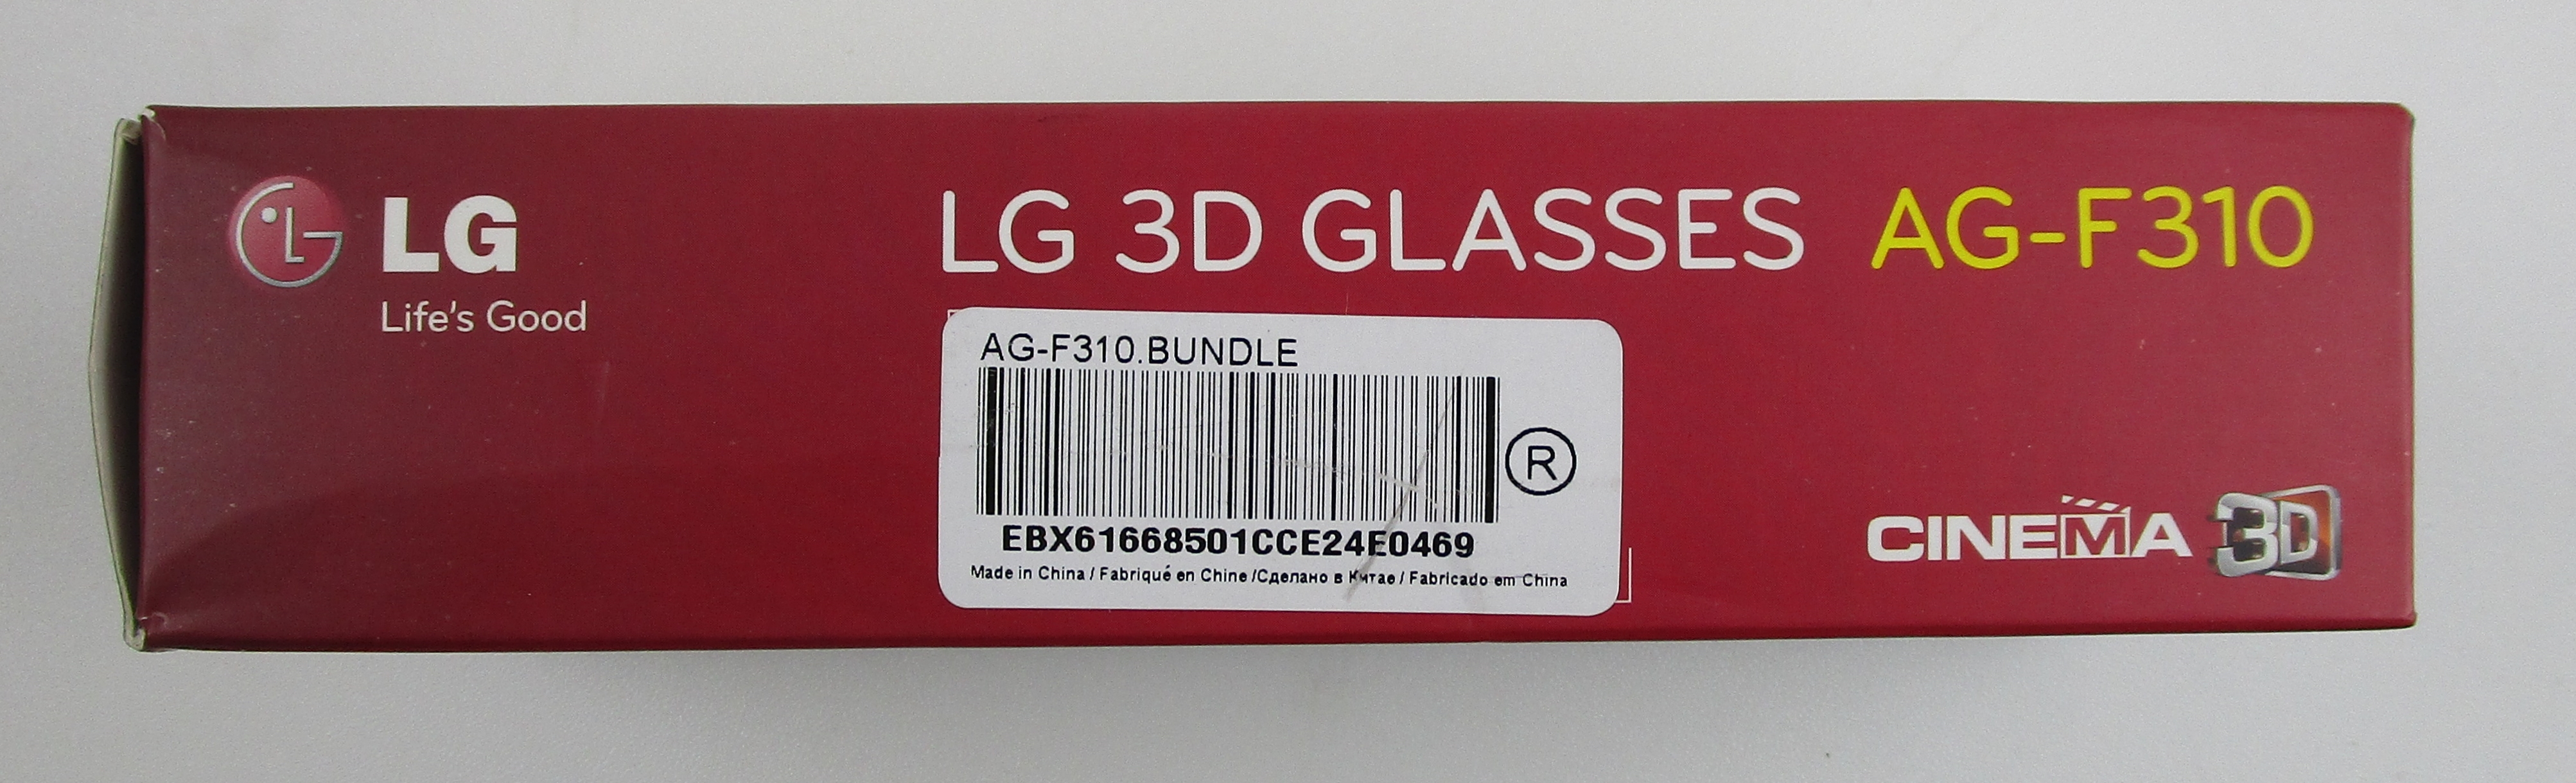 LG
Life's Good
LG 3D GLASSES AG-F310
AG-F310.BUNDLE
®
EBX61668501CCE24F0469
Made in China / Fabriqué en Chine /Сделано в Китае / Fabricado em China
CINEMA 3D